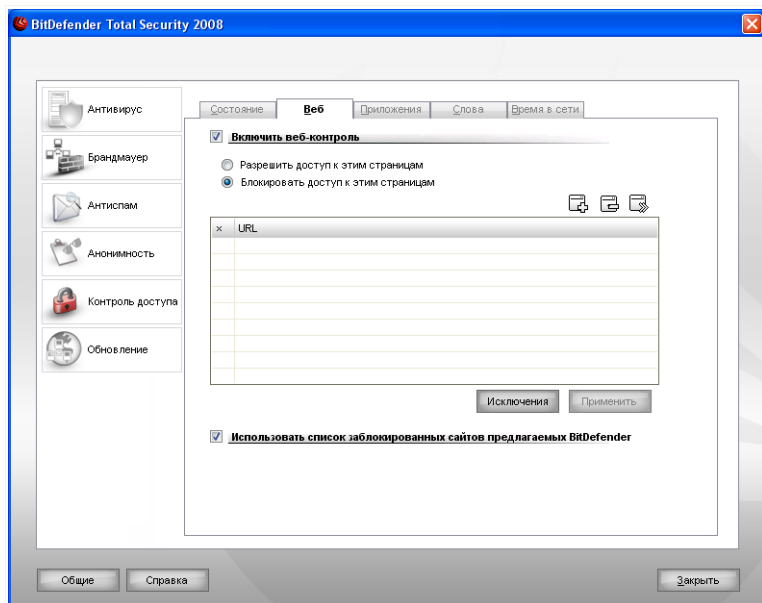 BitDefender Total Security 2008
Антивирус
Брандмауер
Антиспам
Анонимность
Контроль доступа
Обновление
Состояние Веб Приложения Слова Время в сети
Включить веб-контроль
Разрешить доступ к этим страницам
Блокировать доступ к этим страницам
× URL
Исключения Применить
Использовать список заблокированных сайтов предлагаемых BitDefender
Общие Справка Закрыть